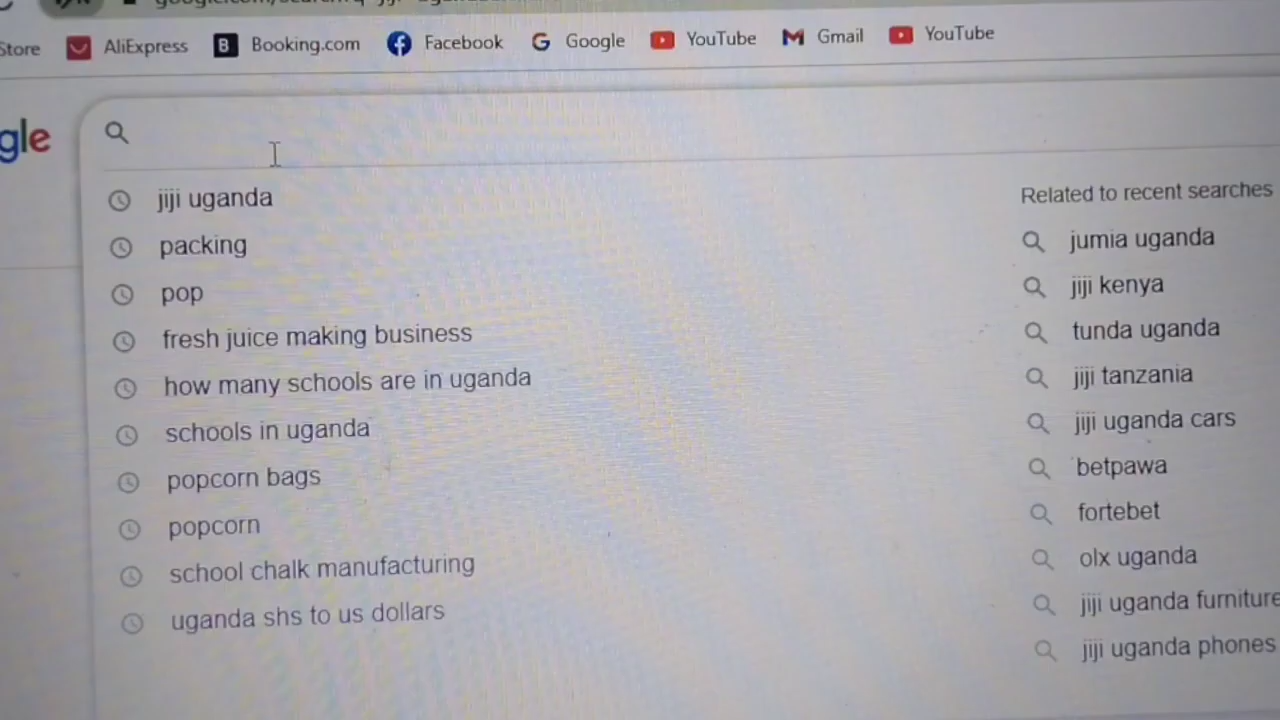 Store AliExpress Booking.com Facebook Google YouTube Gmail YouTube
gle
jiji uganda
packing
pop
fresh juice making business
how many schools are in uganda
schools in uganda
popcorn bags
popcorn
school chalk manufacturing
uganda shs to us dollars
Related to recent searches
jumia uganda
jiji kenya
tunda uganda
jiji tanzania
jiji uganda cars
betpawa
fortebet
olx uganda
jiji uganda furniture
jiji uganda phones